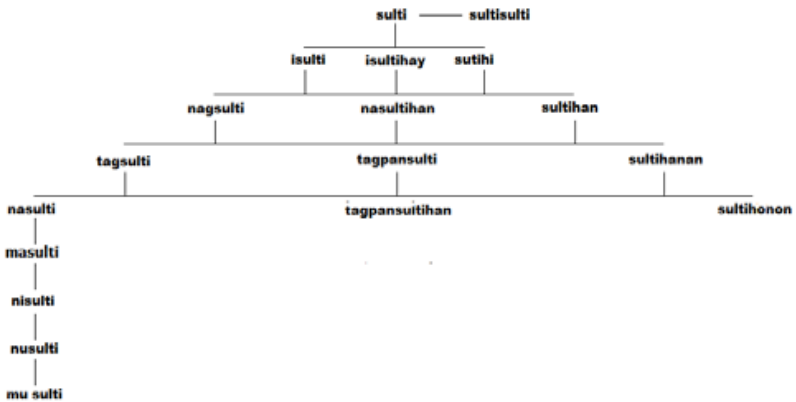 sulti sultisulti
isulti isultihay sutihi
nagsulti nasultihan sultihan
tagsulti tagpansulti sultihanan
nasulti tagpansultihan sultihonon
masulti
nisulti
nusulti
mu sulti